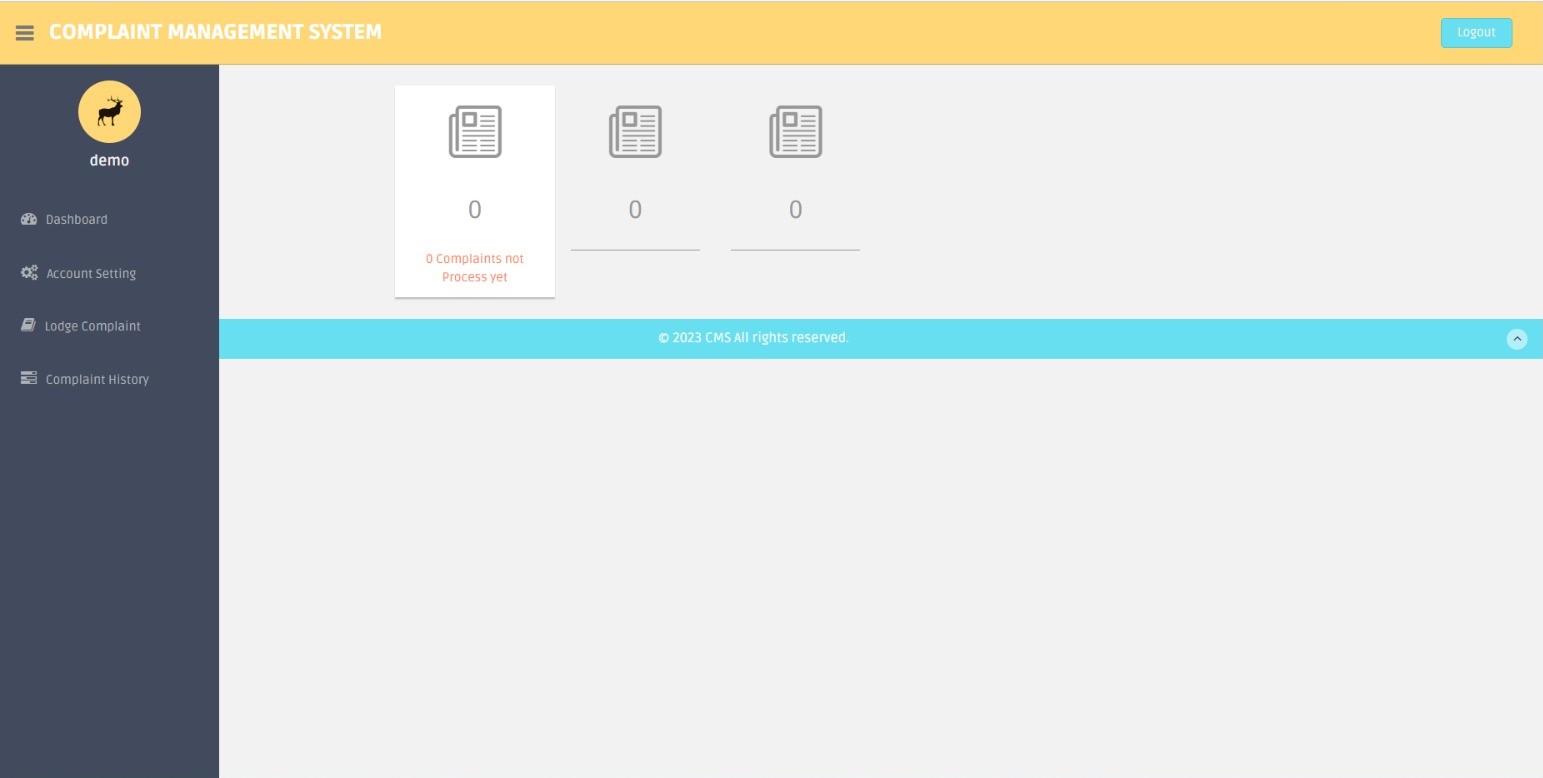 COMPLAINT MANAGEMENT SYSTEM
Logout
demo
Dashboard
Account Setting
Lodge Complaint
Complaint History
0
0 Complaints not
Process yet
0
0
© 2023 CMS All rights reserved.